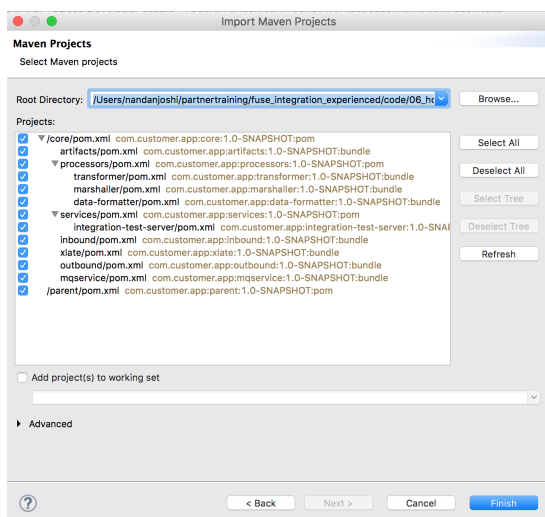 Import Maven Projects
Maven Projects
Select Maven projects
Root Directory: /Users/nandanjoshi/partnertraining/fuse_integration_experienced/code/06_hc Browse...
Projects:
/core/pom.xml com.customer.app:core:1.0-SNAPSHOT:pom
artifacts/pom.xml com.customer.app:artifacts:1.0-SNAPSHOT:bundle
processors/pom.xml com.customer.app:processors:1.0-SNAPSHOT:pom
transformer/pom.xml com.customer.app:transformer:1.0-SNAPSHOT:bundle
marshaller/pom.xml com.customer.app:marshaller:1.0-SNAPSHOT:bundle
data-formatter/pom.xml com.customer.app:data-formatter:1.0-SNAPSHOT:bundle
services/pom.xml com.customer.app:services:1.0-SNAPSHOT:pom
integration-test-server/pom.xml com.customer.app:integration-test-server:1.0-SNAP
inbound/pom.xml com.customer.app:inbound:1.0-SNAPSHOT:bundle
xlate/pom.xml com.customer.app:xlate:1.0-SNAPSHOT:bundle
outbound/pom.xml com.customer.app:outbound:1.0-SNAPSHOT:bundle
mqservice/pom.xml com.customer.app:mqservice:1.0-SNAPSHOT:bundle
/parent/pom.xml com.customer.app:parent:1.0-SNAPSHOT:pom
Select All
Deselect All
Select Tree
Deselect Tree
Refresh
Add project(s) to working set
Advanced
? < Back Next > Cancel Finish